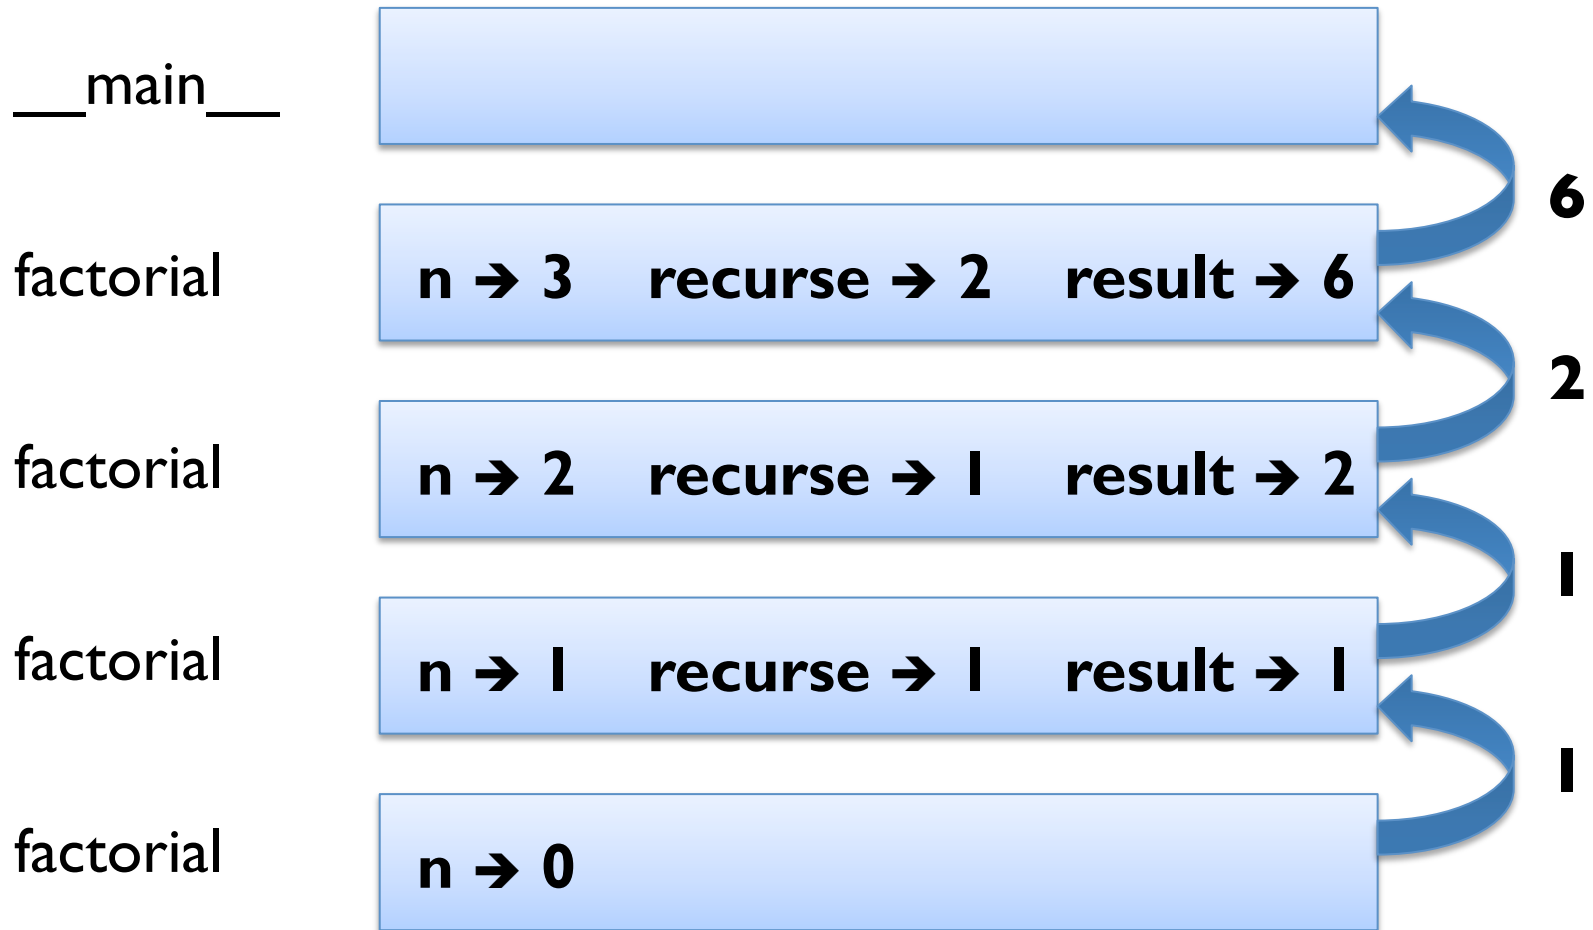 __main__
6
factorial n → 3 recurse → 2 result → 6
2
factorial n → 2 recurse → 1 result → 2
1
factorial n → 1 recurse → 1 result → 1
1
factorial n → 0